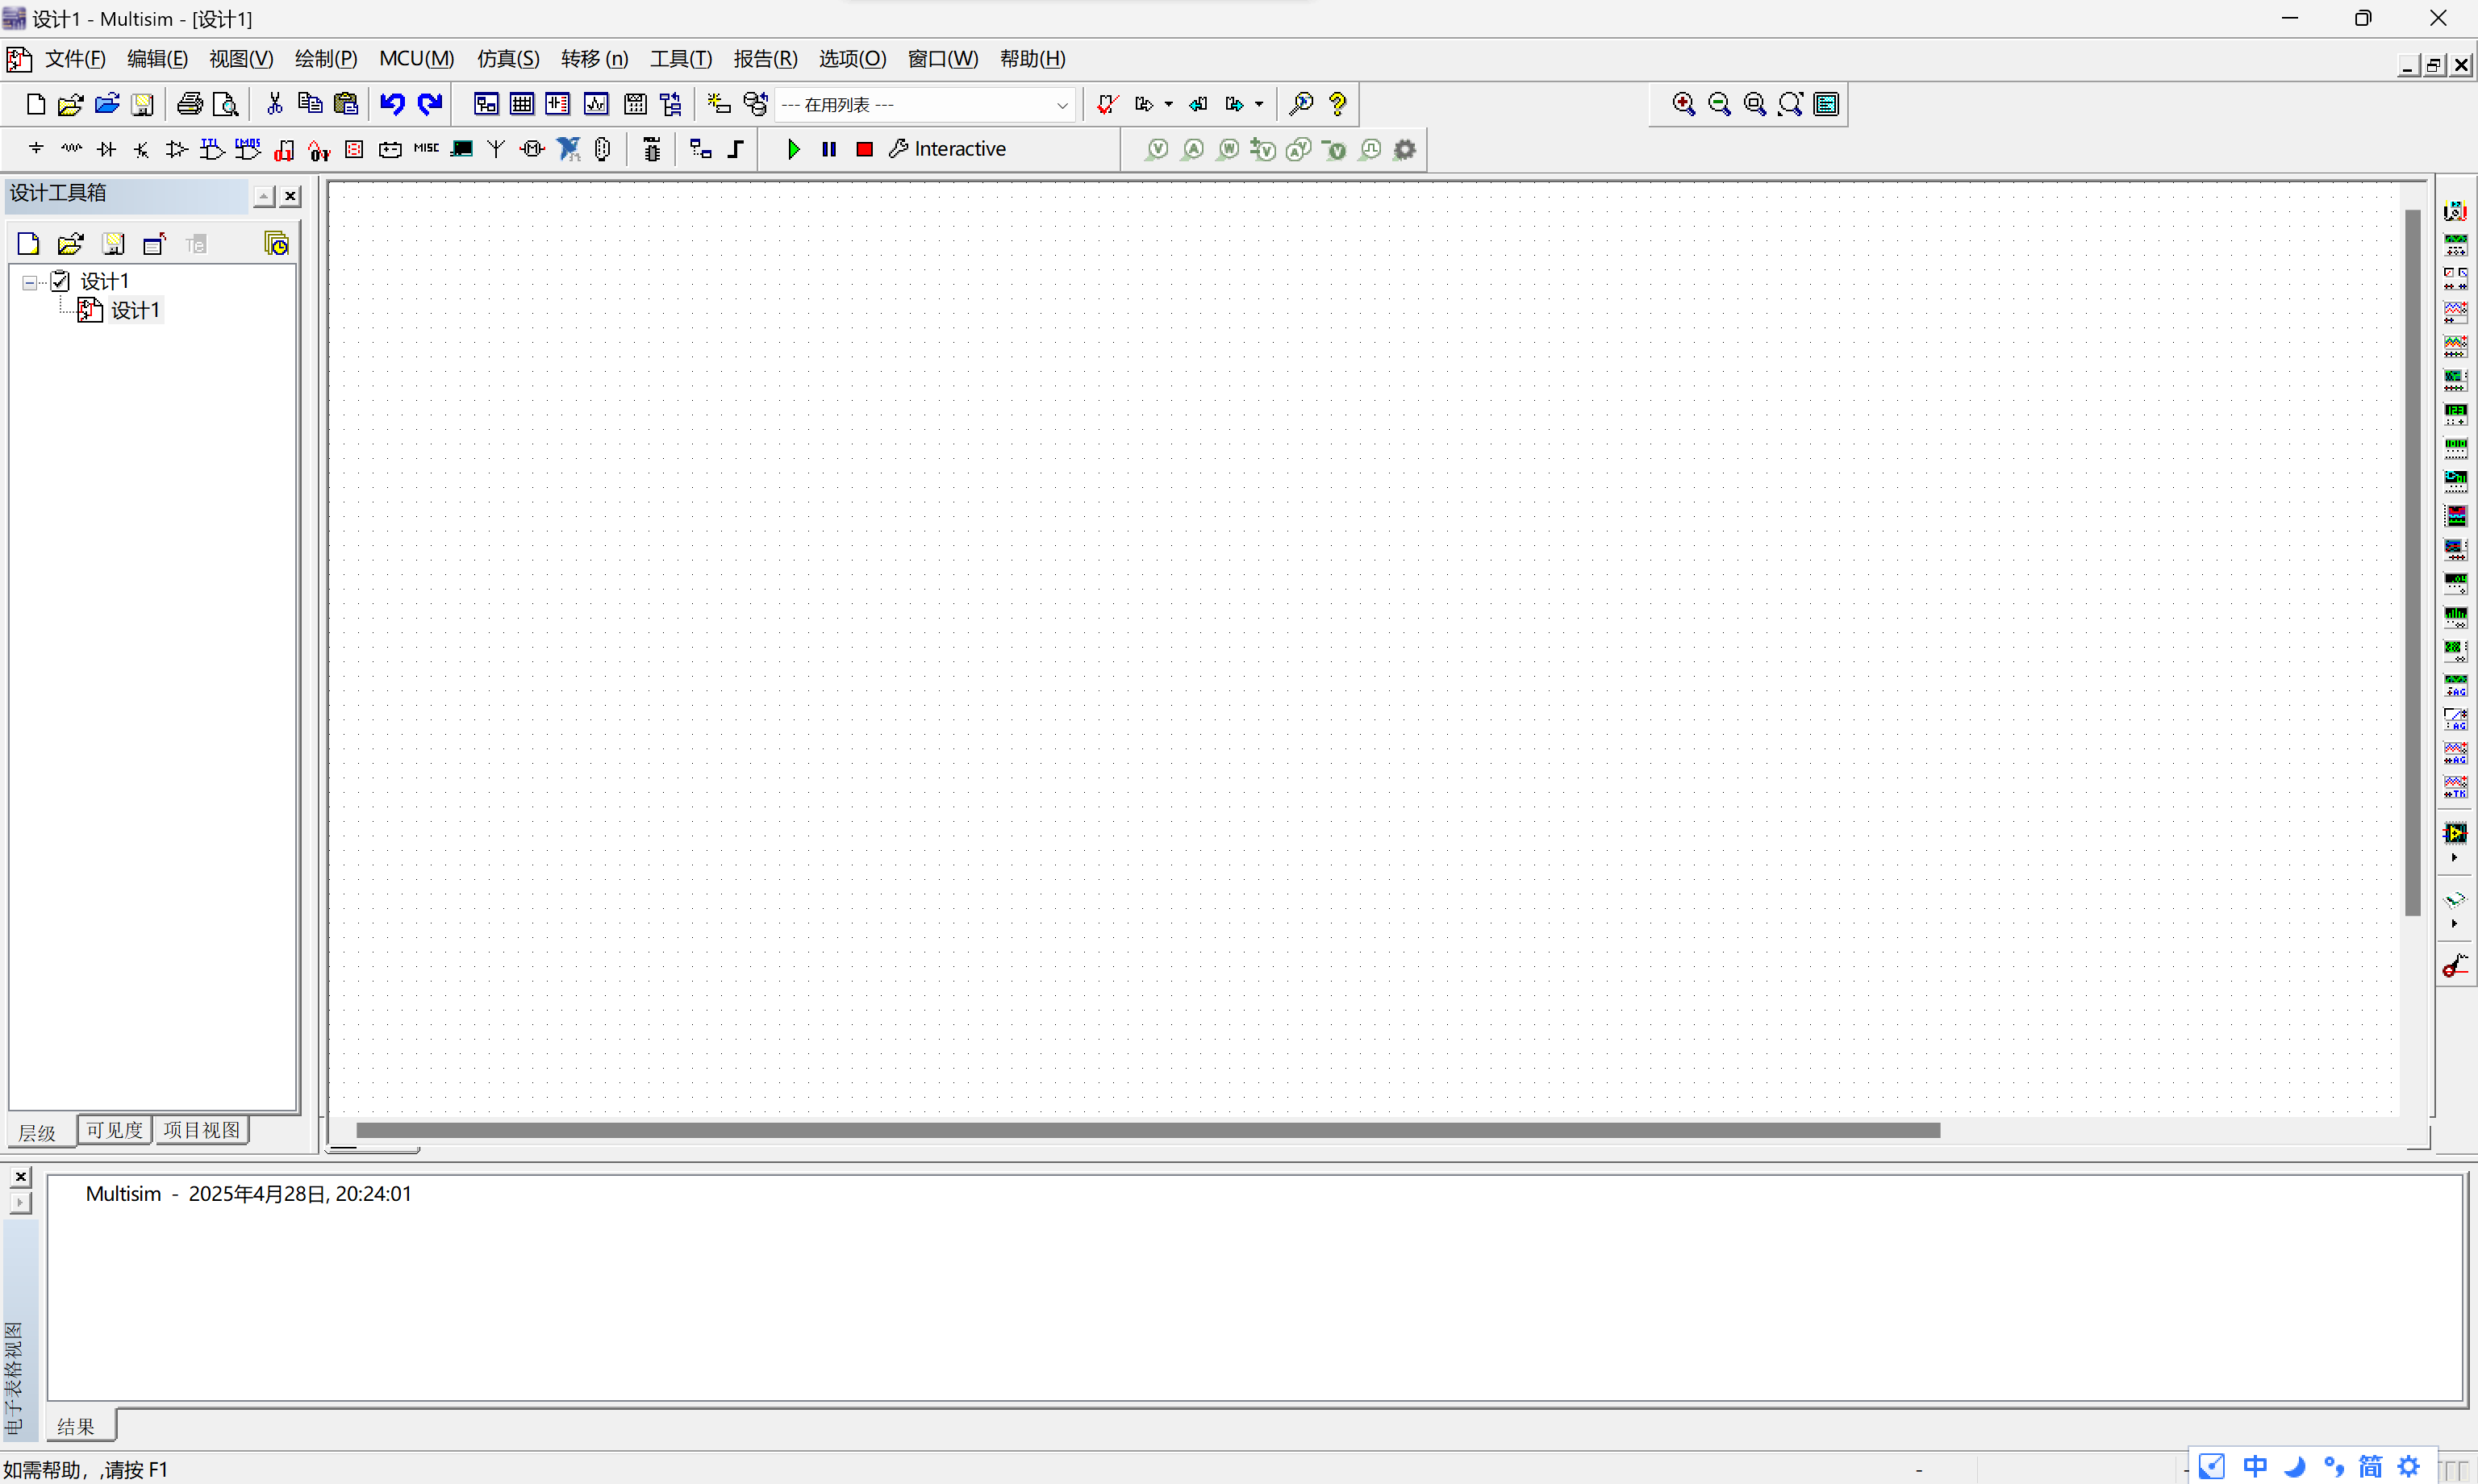 设计1 - Multisim - [设计1]
文件(F) 编辑(E) 视图(V) 绘制(P) MCU(M) 仿真(S) 转移 (n) 工具(T) 报告(R) 选项(O) 窗口(W) 帮助(H)
--- 在用列表 ---
TTL CMOS MISC Interactive
设计工具箱
设计1
设计1
层级 可见度 项目视图
Multisim - 2025年4月28日, 20:24:01
电子表格视图
结果
如需帮助，,请按 F1
中 简